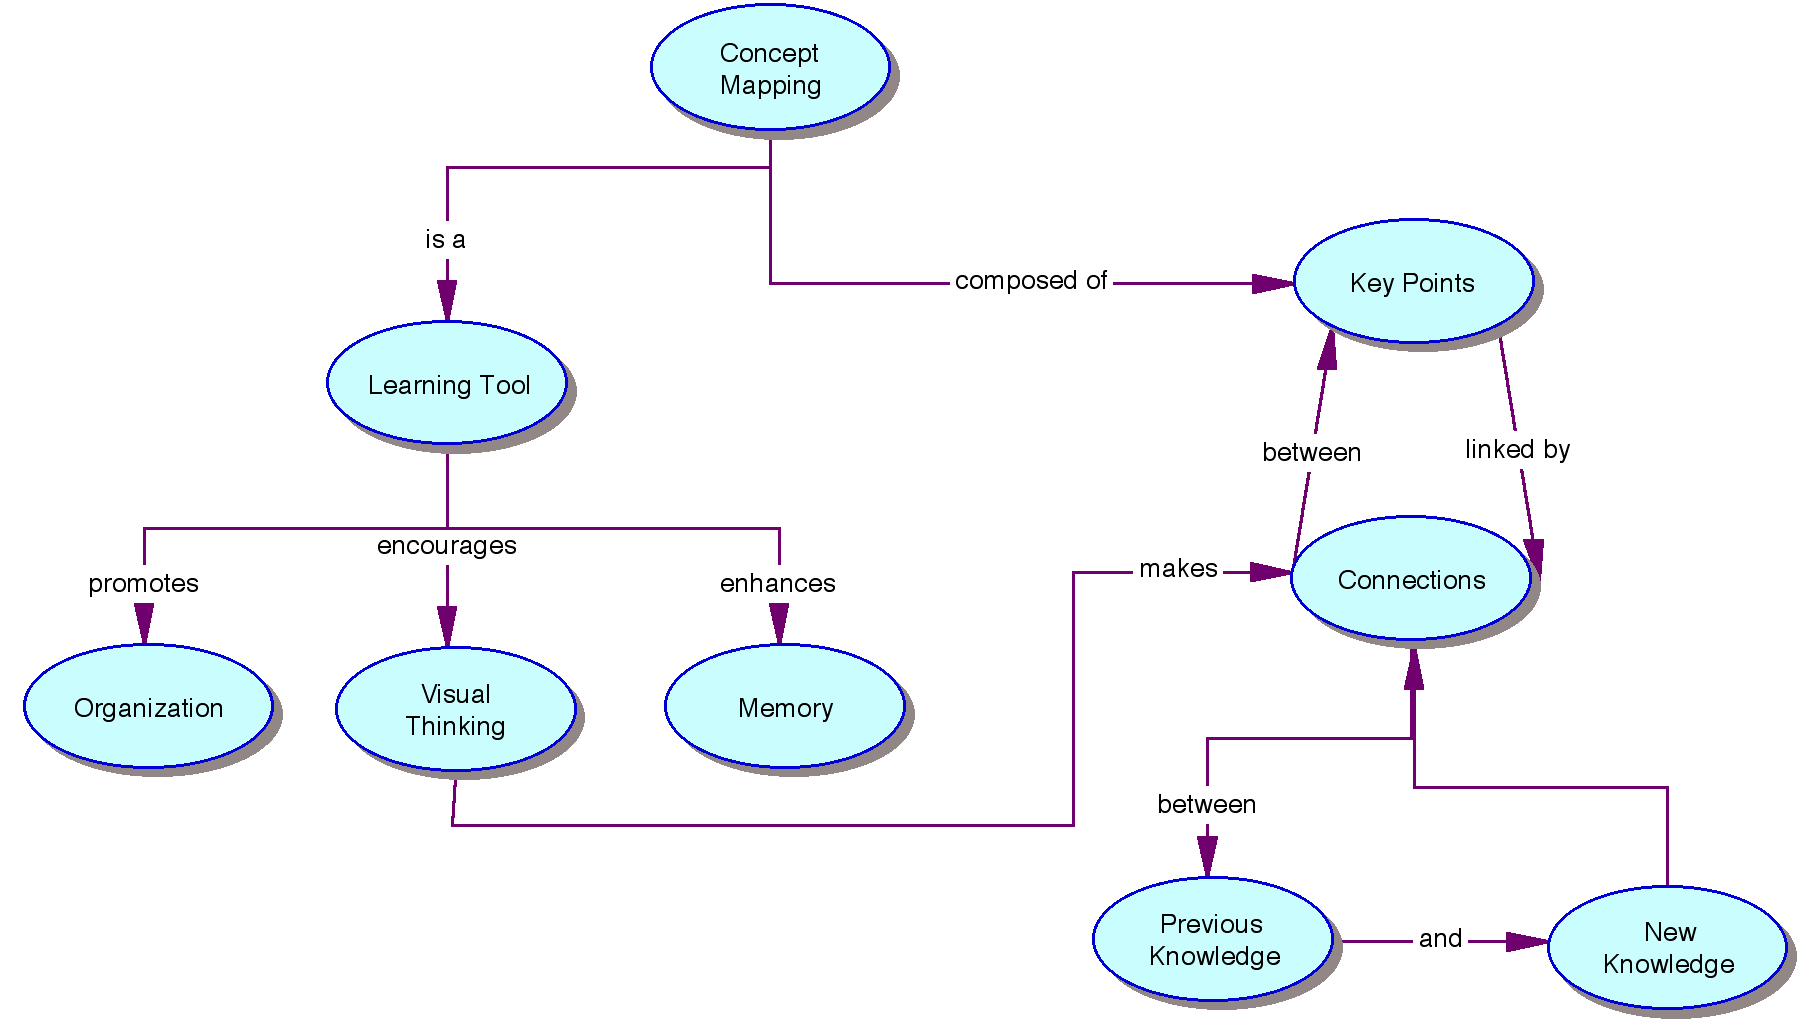 Concept
Mapping
is a
composed of
Key Points
Learning Tool
between
linked by
encourages
promotes
enhances
makes
Connections
Organization
Visual
Thinking
Memory
between
Previous
Knowledge
and
New
Knowledge